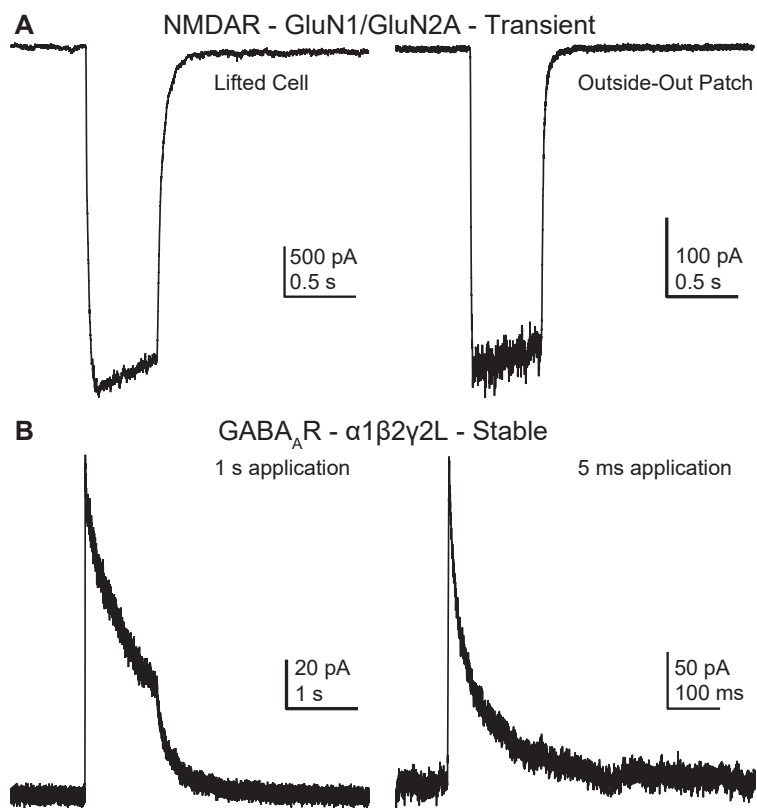 A NMDAR - GluN1/GluN2A - Transient
Lifted Cell
Outside-Out Patch
500 pA
0.5 s
100 pA
0.5 s
B GABA_AR - α1β2γ2L - Stable
1 s application
5 ms application
20 pA
1 s
50 pA
100 ms